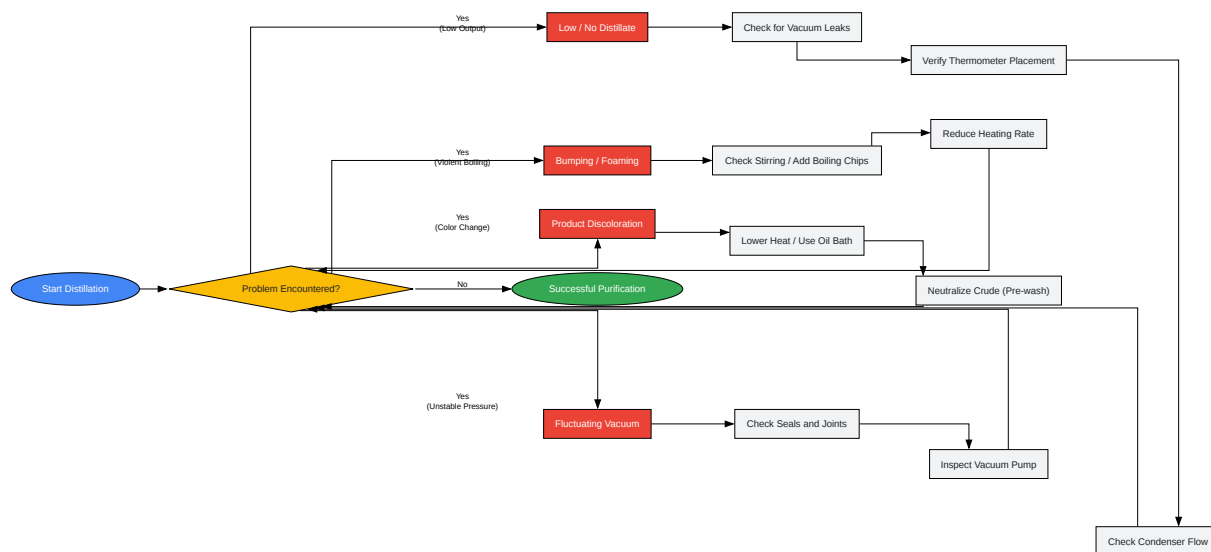 Yes
(Low Output)
Low / No Distillate
Check for Vacuum Leaks
Verify Thermometer Placement
Yes
(Violent Boiling)
Bumping / Foaming
Check Stirring / Add Boiling Chips
Reduce Heating Rate
Yes
(Color Change)
Product Discoloration
Lower Heat / Use Oil Bath
Start Distillation
Problem Encountered?
No
Successful Purification
Neutralize Crude (Pre-wash)
Yes
(Unstable Pressure)
Fluctuating Vacuum
Check Seals and Joints
Inspect Vacuum Pump
Check Condenser Flow